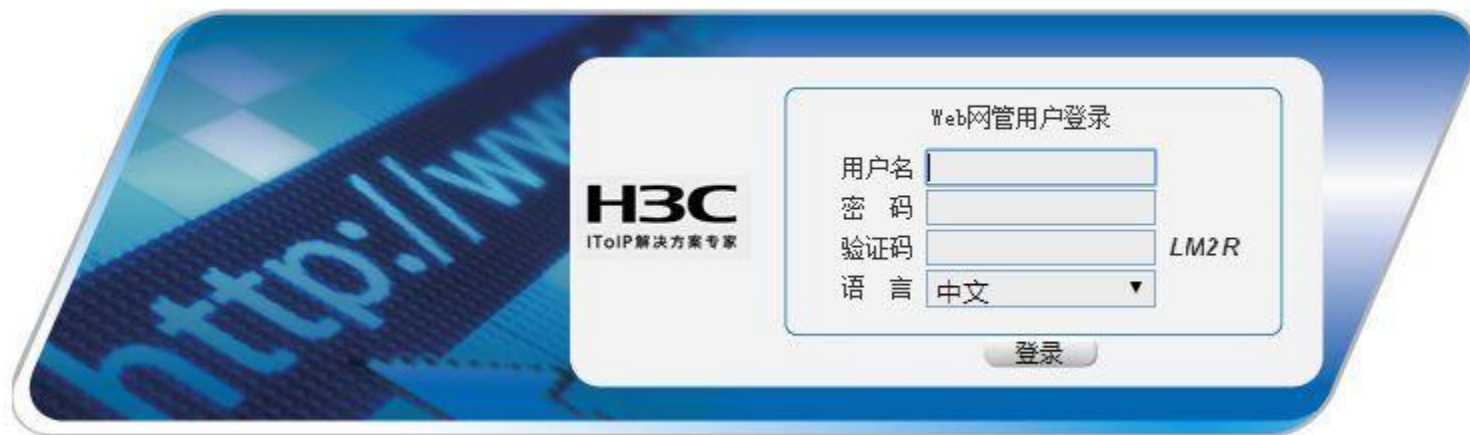 http://www
H3C
IToIP解决方案专家
Web网管用户登录
用户名
密 码
验证码 LM2R
语 言 中文
登录